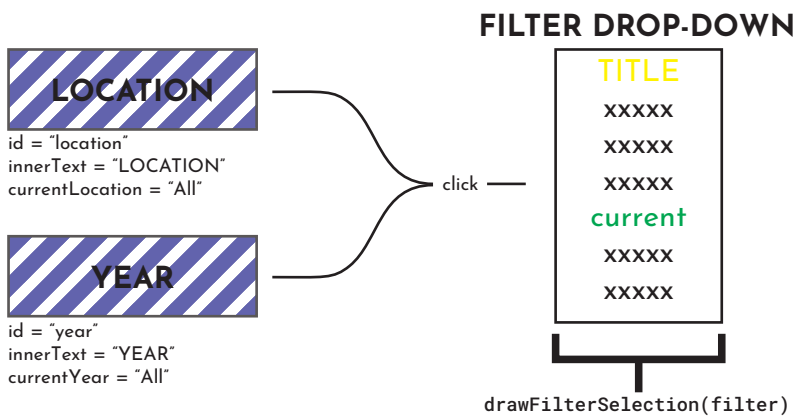 FILTER DROP-DOWN
LOCATION
id = “location”
innerText = “LOCATION”
currentLocation = “All”
YEAR
id = “year”
innerText = “YEAR”
currentYear = “All”
click
TITLE
xxxxx
xxxxx
xxxxx
current
xxxxx
xxxxx
drawFilterSelection(filter)